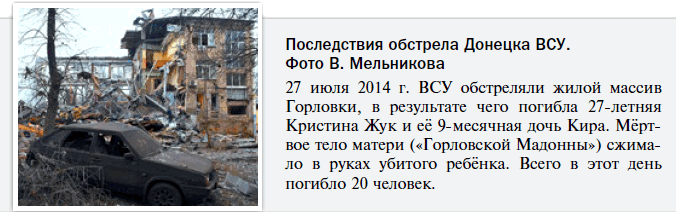 Последствия обстрела Донецка ВСУ.
Фото В. Мельникова
27 июля 2014 г. ВСУ обстреляли жилой массив
Горловки, в результате чего погибла 27-летняя
Кристина Жук и её 9-месячная дочь Кира. Мёрт-
вое тело матери («Горловской Мадонны») сжима-
ло в руках убитого ребёнка. Всего в этот день
погибло 20 человек.